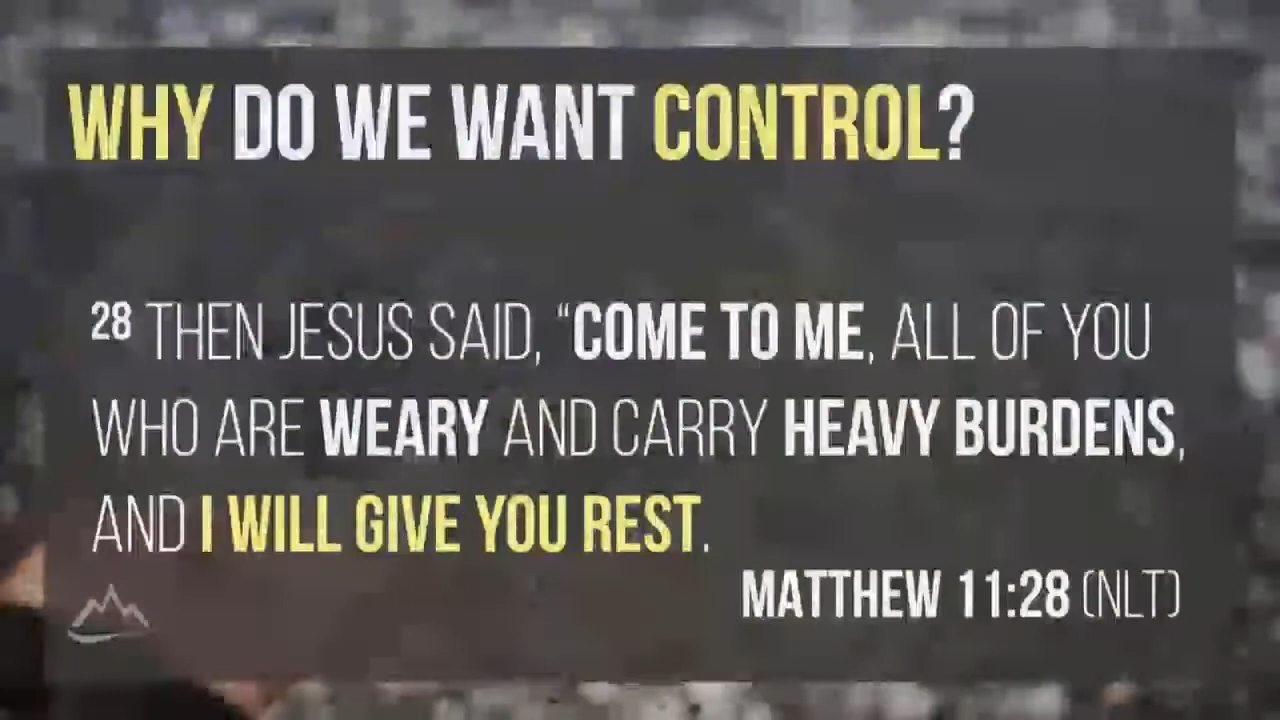 WHY DO WE WANT CONTROL?
28 THEN JESUS SAID, “COME TO ME, ALL OF YOU
WHO ARE WEARY AND CARRY HEAVY BURDENS,
AND I WILL GIVE YOU REST.
MATTHEW 11:28 (NLT)